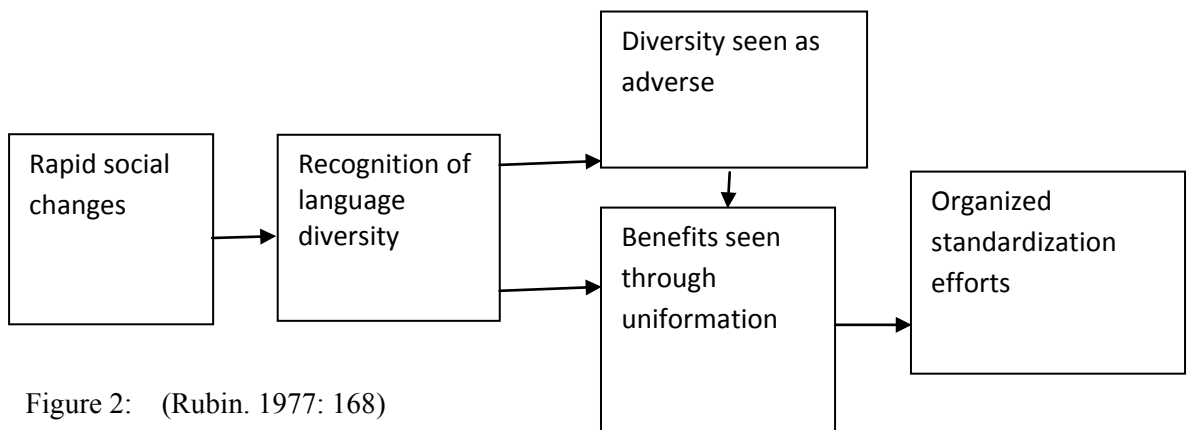 Diversity seen as
adverse
Rapid social
changes
Recognition of
language
diversity
Benefits seen
through
uniformation
Organized
standardization
efforts
Figure 2: (Rubin. 1977: 168)